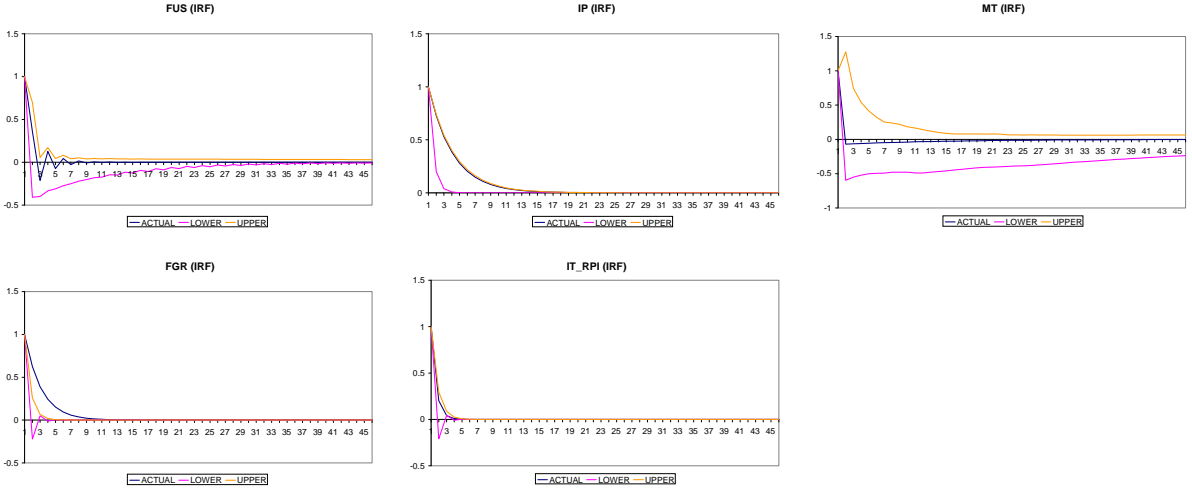 FUS (IRF)
1.5
1
0.5
0
-0.5
1 3 5 7 9 11 13 15 17 19 21 23 25 27 29 31 33 35 37 39 41 43 45
ACTUAL LOWER UPPER
IP (IRF)
1.5
1
0.5
0
1 3 5 7 9 11 13 15 17 19 21 23 25 27 29 31 33 35 37 39 41 43 45
ACTUAL LOWER UPPER
MT (IRF)
1.5
1
0.5
0
-0.5
-1
1 3 5 7 9 11 13 15 17 19 21 23 25 27 29 31 33 35 37 39 41 43 45
ACTUAL LOWER UPPER
FGR (IRF)
1.5
1
0.5
0
-0.5
1 3 5 7 9 11 13 15 17 19 21 23 25 27 29 31 33 35 37 39 41 43 45
ACTUAL LOWER UPPER
IT_RPI (IRF)
1.5
1
0.5
0
-0.5
1 3 5 7 9 11 13 15 17 19 21 23 25 27 29 31 33 35 37 39 41 43 45
ACTUAL LOWER UPPER